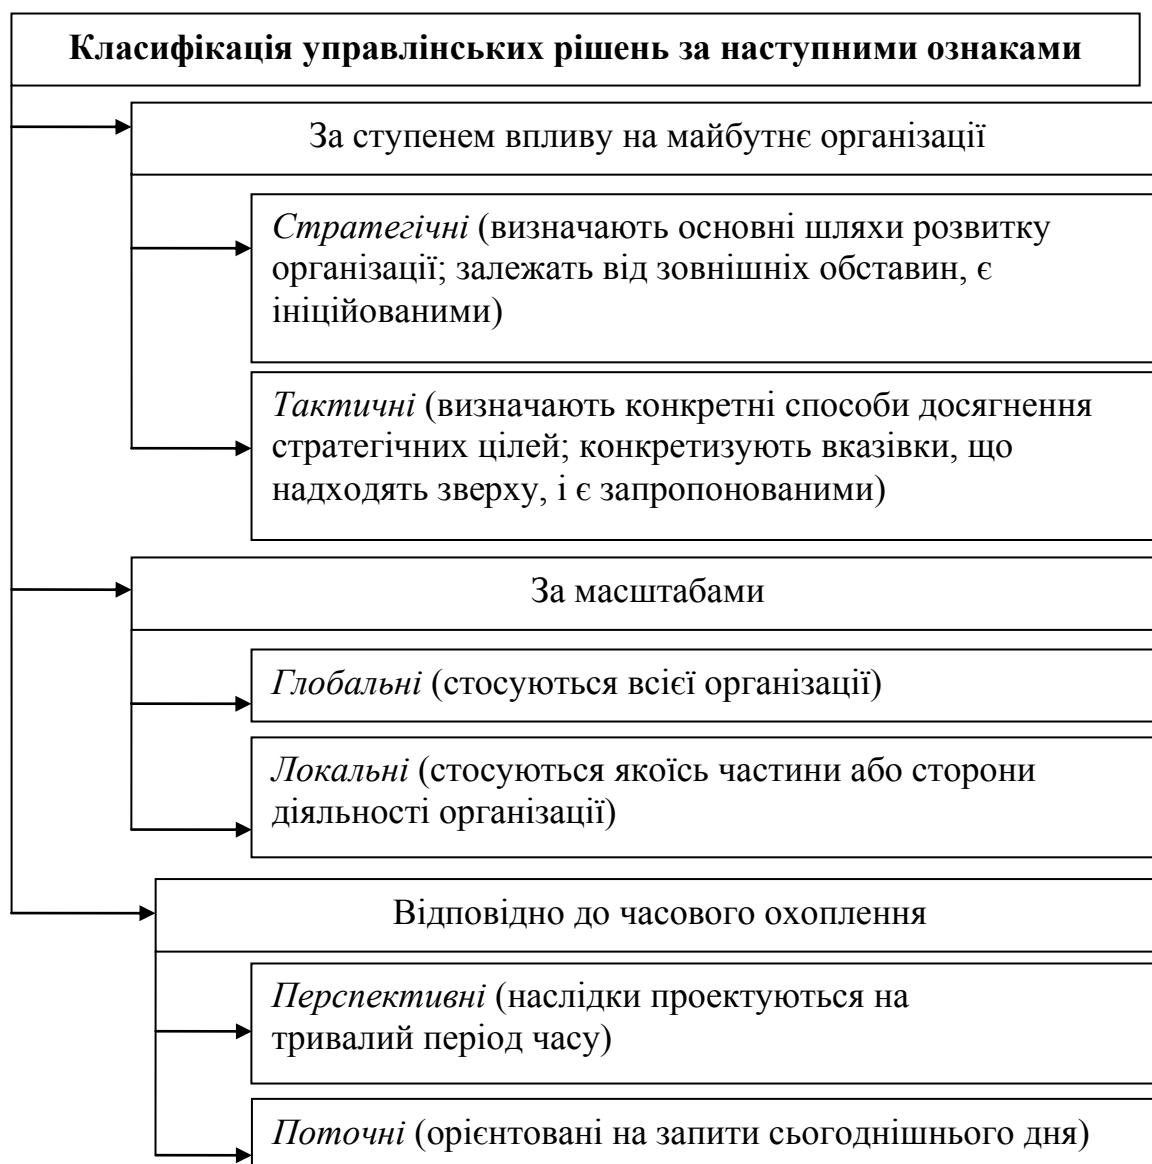 Класифікація управлінських рішень за наступними ознаками
За ступенем впливу на майбутнє організації
Стратегічні (визначають основні шляхи розвитку
організації; залежать від зовнішніх обставин, є
ініційованими)
Тактичні (визначають конкретні способи досягнення
стратегічних цілей; конкретизують вказівки, що
надходять зверху, і є запропонованими)
За масштабами
Глобальні (стосуються всієї організації)
Локальні (стосуються якоїсь частини або сторони
діяльності організації)
Відповідно до часового охоплення
Перспективні (наслідки проектуються на
тривалий період часу)
Поточні (орієнтовані на запити сьогоднішнього дня)